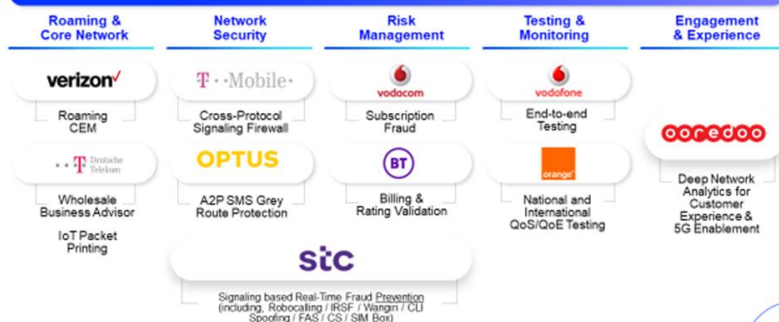 Roaming &
Core Network
Network
Security
Risk
Management
Testing &
Monitoring
Engagement
& Experience
verizon✓
Roaming
CEM
T · · Mobile ·
Cross-Protocol
Signaling Firewall
vodacom
Subscription
Fraud
vodafone
End-to-end
Testing
ooredoo
Deep Network
Analytics for
Customer
Experience &
5G Enablement
· · T · Deutsche
Telekom
Wholesale
Business Advisor
IoT Packet
Printing
OPTUS
A2P SMS Grey
Route Protection
BT
Billing &
Rating Validation
orange™
National and
International
QoS/QoE Testing
stc
Signaling based Real-Time Fraud Prevention
(including, Robocalling / IRSF / Wangiri / CLI
Spoofing / FAS / CS / SIM Box)